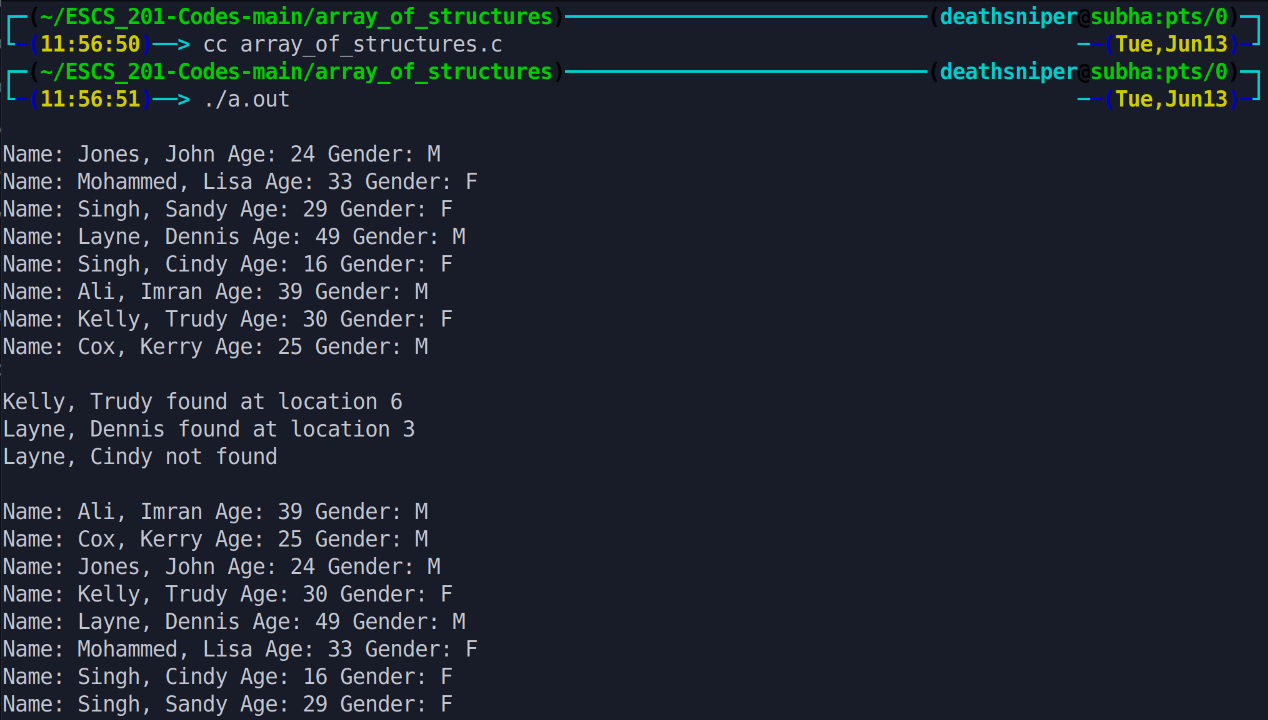 (~/ESCS_201-Codes-main/array_of_structures) (deathsniper@subha:pts/0)
(11:56:50)──> cc array_of_structures.c (Tue,Jun13)
(~/ESCS_201-Codes-main/array_of_structures) (deathsniper@subha:pts/0)
(11:56:51)──> ./a.out (Tue,Jun13)
Name: Jones, John Age: 24 Gender: M
Name: Mohammed, Lisa Age: 33 Gender: F
Name: Singh, Sandy Age: 29 Gender: F
Name: Layne, Dennis Age: 49 Gender: M
Name: Singh, Cindy Age: 16 Gender: F
Name: Ali, Imran Age: 39 Gender: M
Name: Kelly, Trudy Age: 30 Gender: F
Name: Cox, Kerry Age: 25 Gender: M
Kelly, Trudy found at location 6
Layne, Dennis found at location 3
Layne, Cindy not found
Name: Ali, Imran Age: 39 Gender: M
Name: Cox, Kerry Age: 25 Gender: M
Name: Jones, John Age: 24 Gender: M
Name: Kelly, Trudy Age: 30 Gender: F
Name: Layne, Dennis Age: 49 Gender: M
Name: Mohammed, Lisa Age: 33 Gender: F
Name: Singh, Cindy Age: 16 Gender: F
Name: Singh, Sandy Age: 29 Gender: F